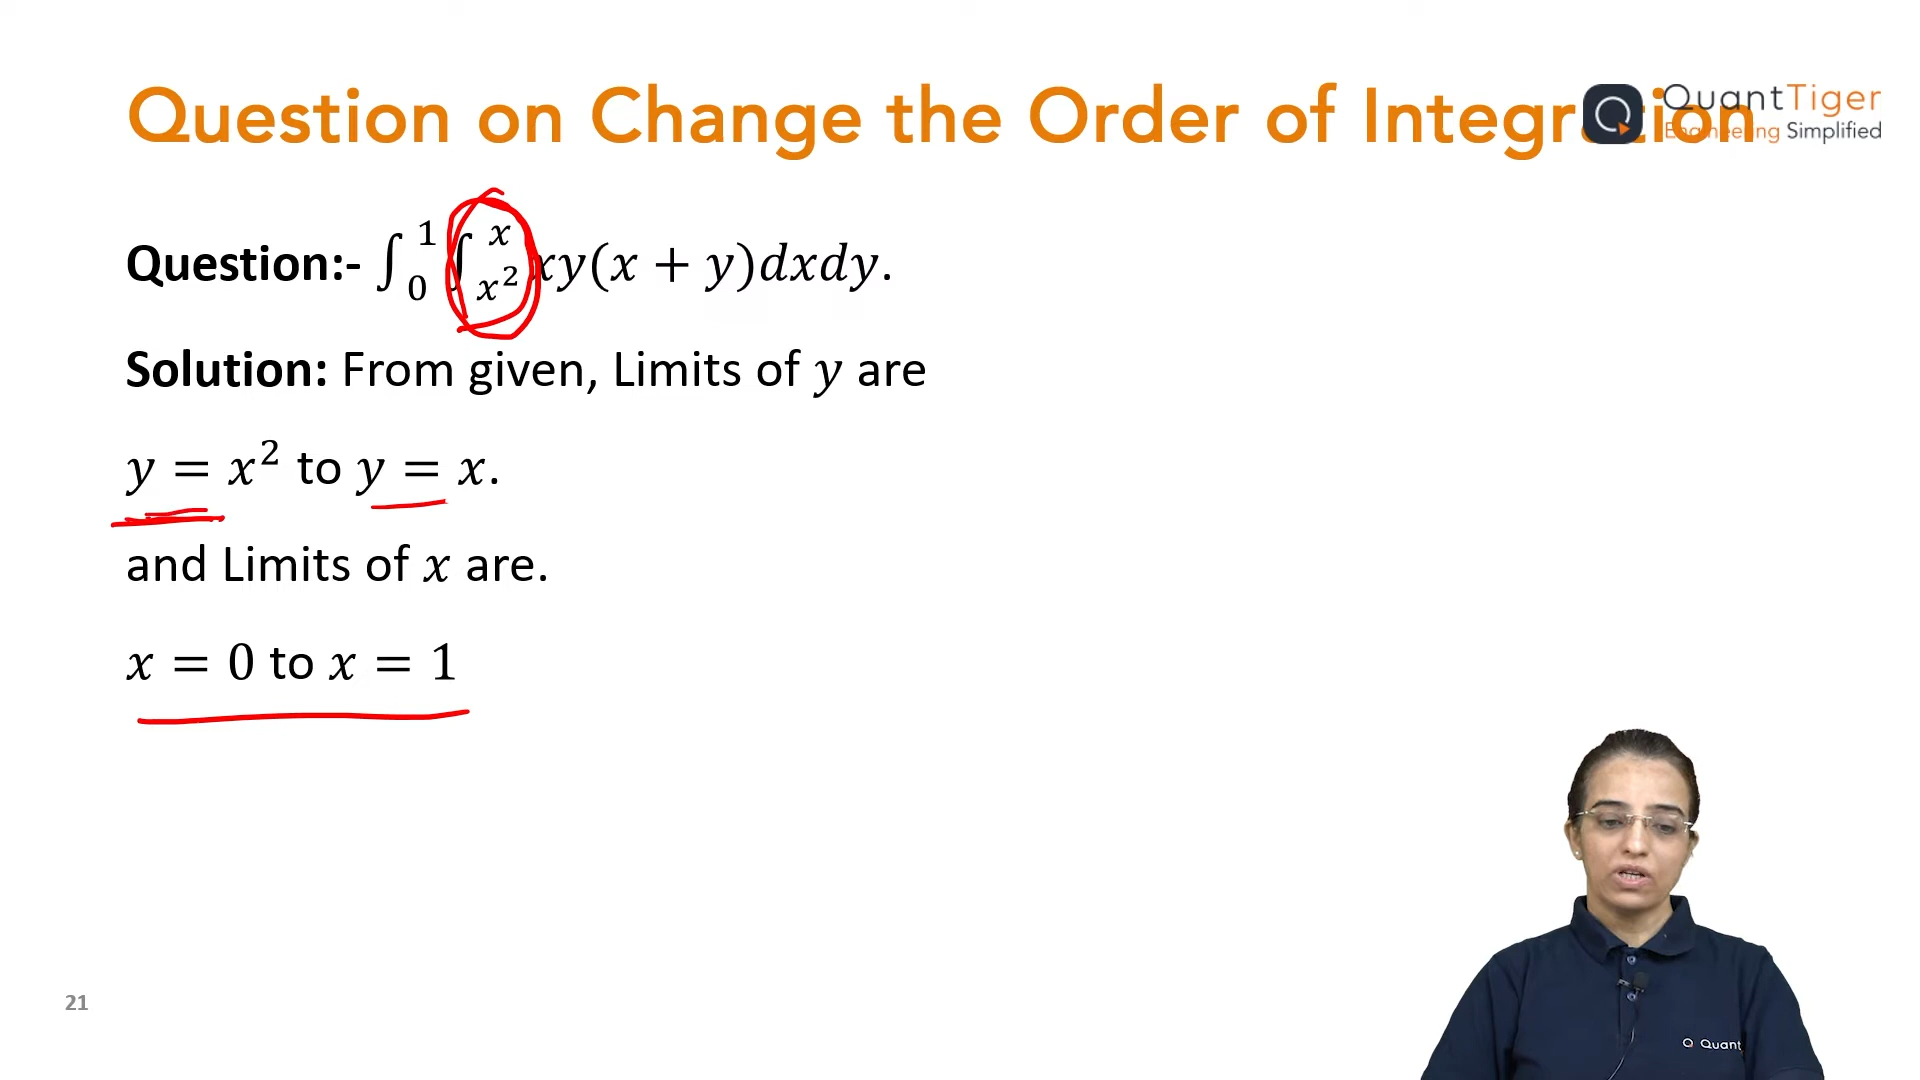 Question on Change the Order of Integration
QuantTiger
Engineering Simplified
Question:- ∫₀¹ ∫ₓ²ˣ xy(x + y)dxdy.
Solution: From given, Limits of y are
y = x² to y = x.
and Limits of x are.
x = 0 to x = 1
21
Quant